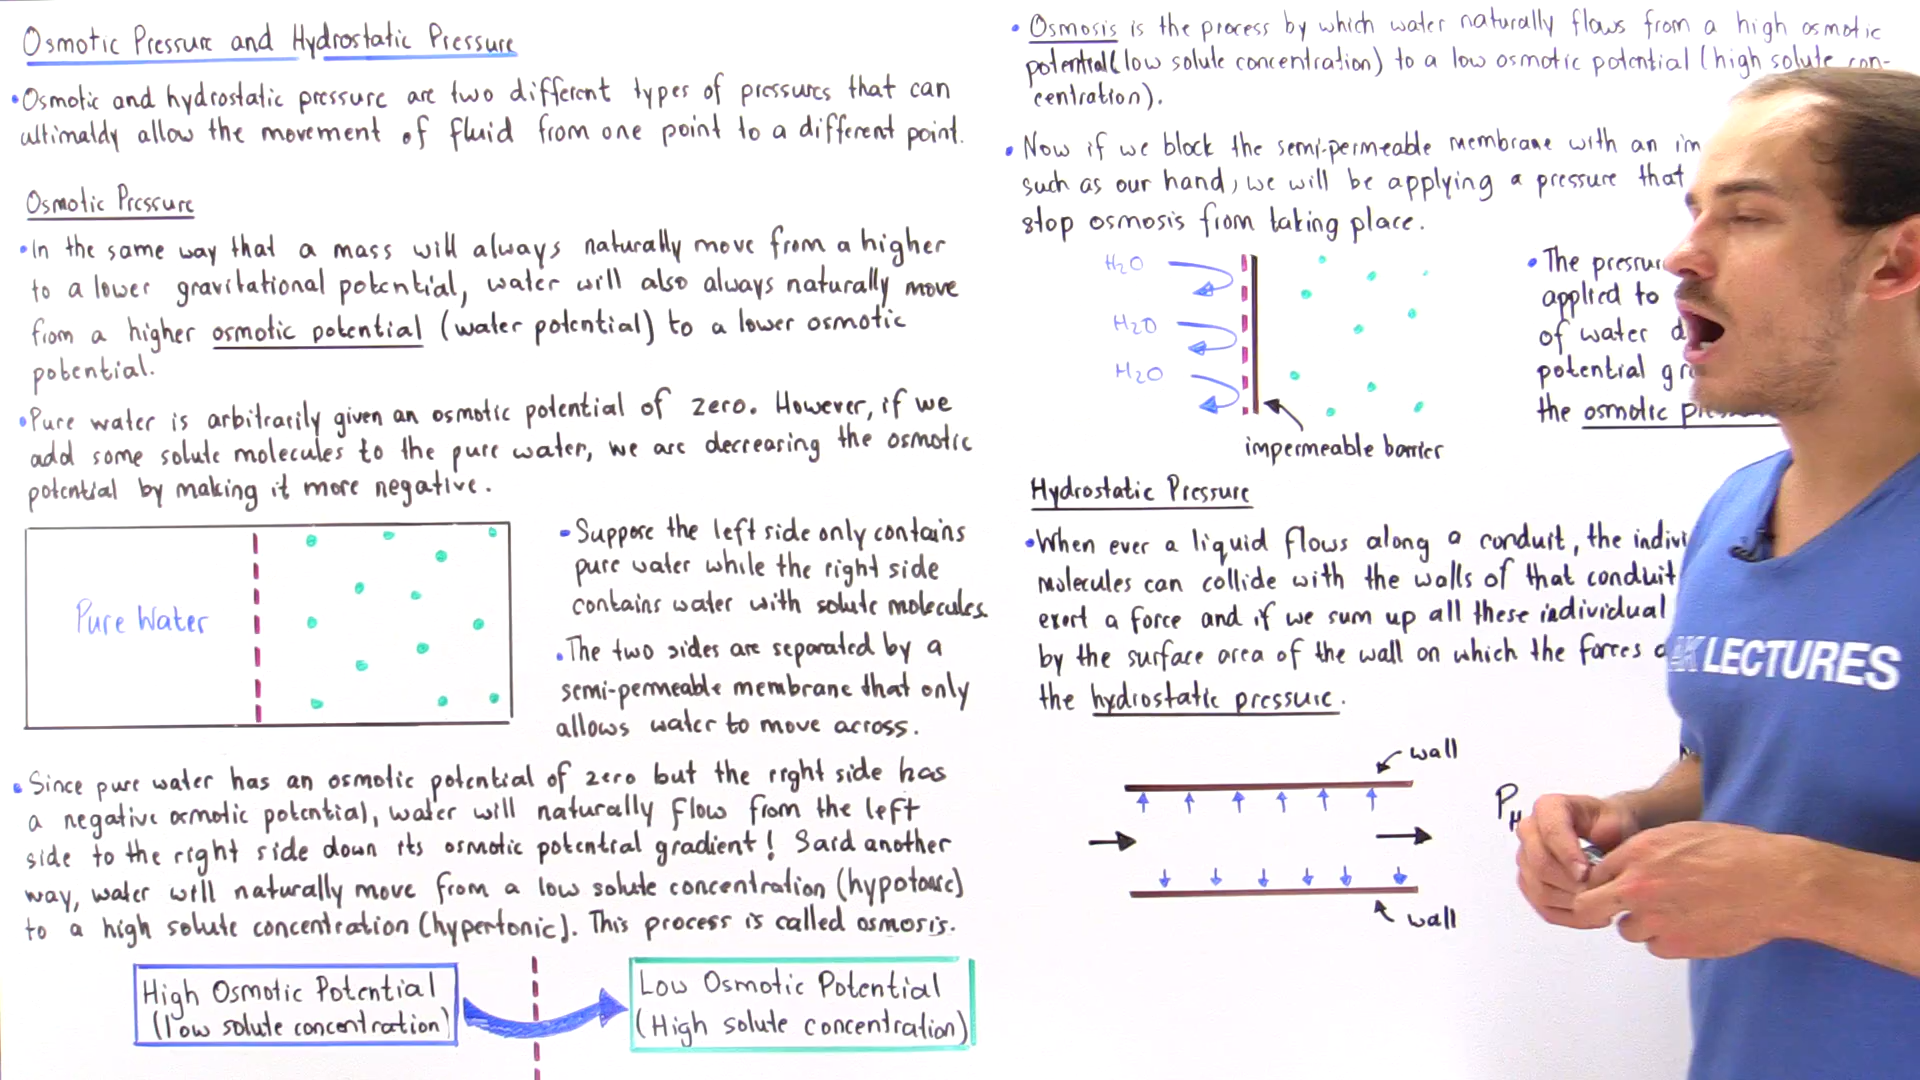 Osmotic Pressure and Hydrostatic Pressure
•Osmotic and hydrostatic pressure are two different types of pressures that can
ultimatdy allow the movement of fluid from one point to a different point.
Osmotic Pressure
•In the same way that a mass will always naturally move from a higher
to a lower gravitational potential, water will also always naturally move
from a higher osmotic potential (water potential) to a lower osmotic
potential.
•Pure water is arbitrarily given an osmotic potential of zero. However, if we
add some solute molecules to the pure water, we are decreasing the osmotic
potential by making it more negative.
Pure Water
•Suppose the left side only contains
pure water while the right side
contains water with solute molecules.
•The two sides are separated by a
semi-permeable membrane that only
allows water to move across.
•Since pure water has an osmotic potential of zero but the right side has
a negative osmotic potential, water will naturally flow from the left
side to the right side down its osmotic potential gradient! Said another
way, water will naturally move from a low solute concentration (hypotonic)
to a high solute concentration (hypertonic). This process is called osmosis.
High Osmotic Potential
(low solute concentration)
Low Osmotic Potential
(High solute concentration)
•Osmosis is the process by which water naturally flows from a high osmotic
potential (low solute concentration) to a low osmotic potential (high solute con-
centration).
•Now if we block the semi-permeable membrane with an im
such as our hand, we will be applying a pressure that
stop osmosis from taking place.
H2O
H2O
H2O
impermeable barrier
•The pressur
applied to
of water d
potential gr
the osmotic
Hydrostatic Pressure
•When ever a liquid flows along a conduit, the indivi
molecules can collide with the walls of that conduit
exert a force and if we sum up all these individual
by the surface area of the wall on which the forces a
the hydrostatic pressure.
wall
PH
wall
AK LECTURES